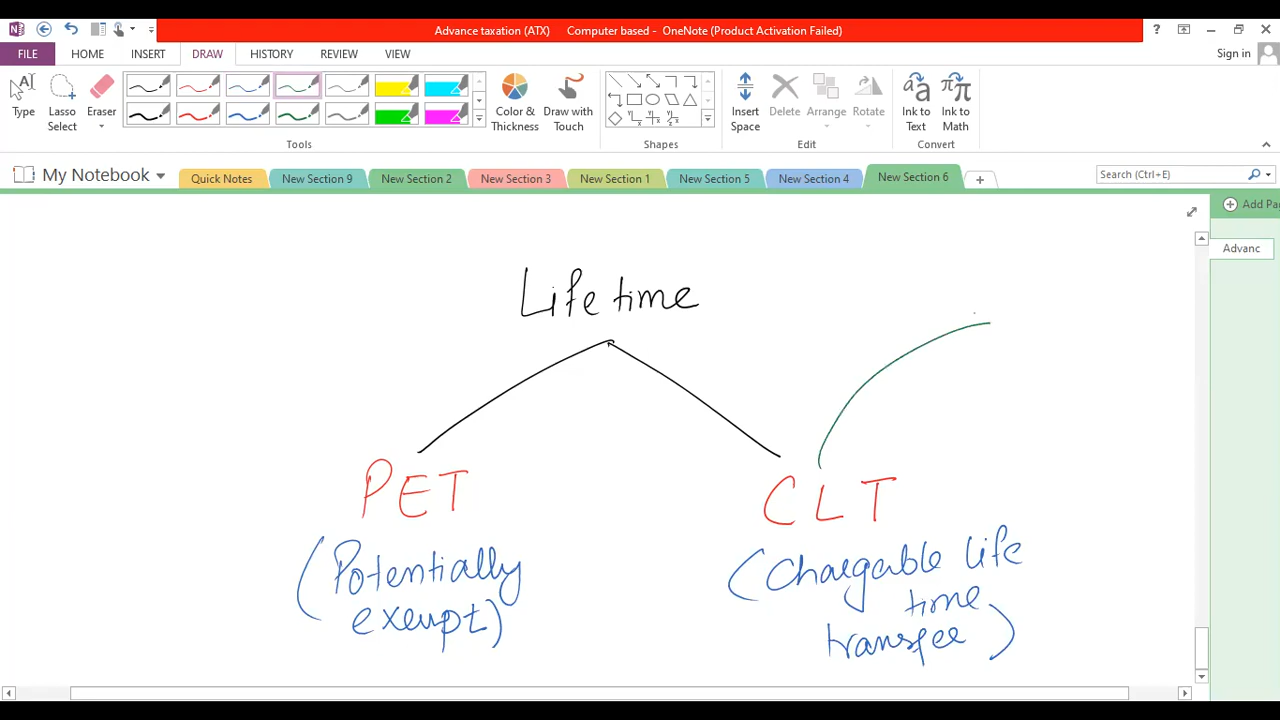 Advance taxation (ATX) Computer based - OneNote (Product Activation Failed)
FILE HOME INSERT DRAW HISTORY REVIEW VIEW Sign in
Type Lasso Select Eraser Color & Thickness Draw with Touch Insert Space Delete Arrange Rotate Ink to Text Ink to Math
Tools Shapes Edit Convert
My Notebook Quick Notes New Section 9 New Section 2 New Section 3 New Section 1 New Section 5 New Section 4 New Section 6 Search (Ctrl+E)
Add Pag
Advanc
Life time
PET CLT
(Potentially
exempt)
(Chargable life
time
transfer)